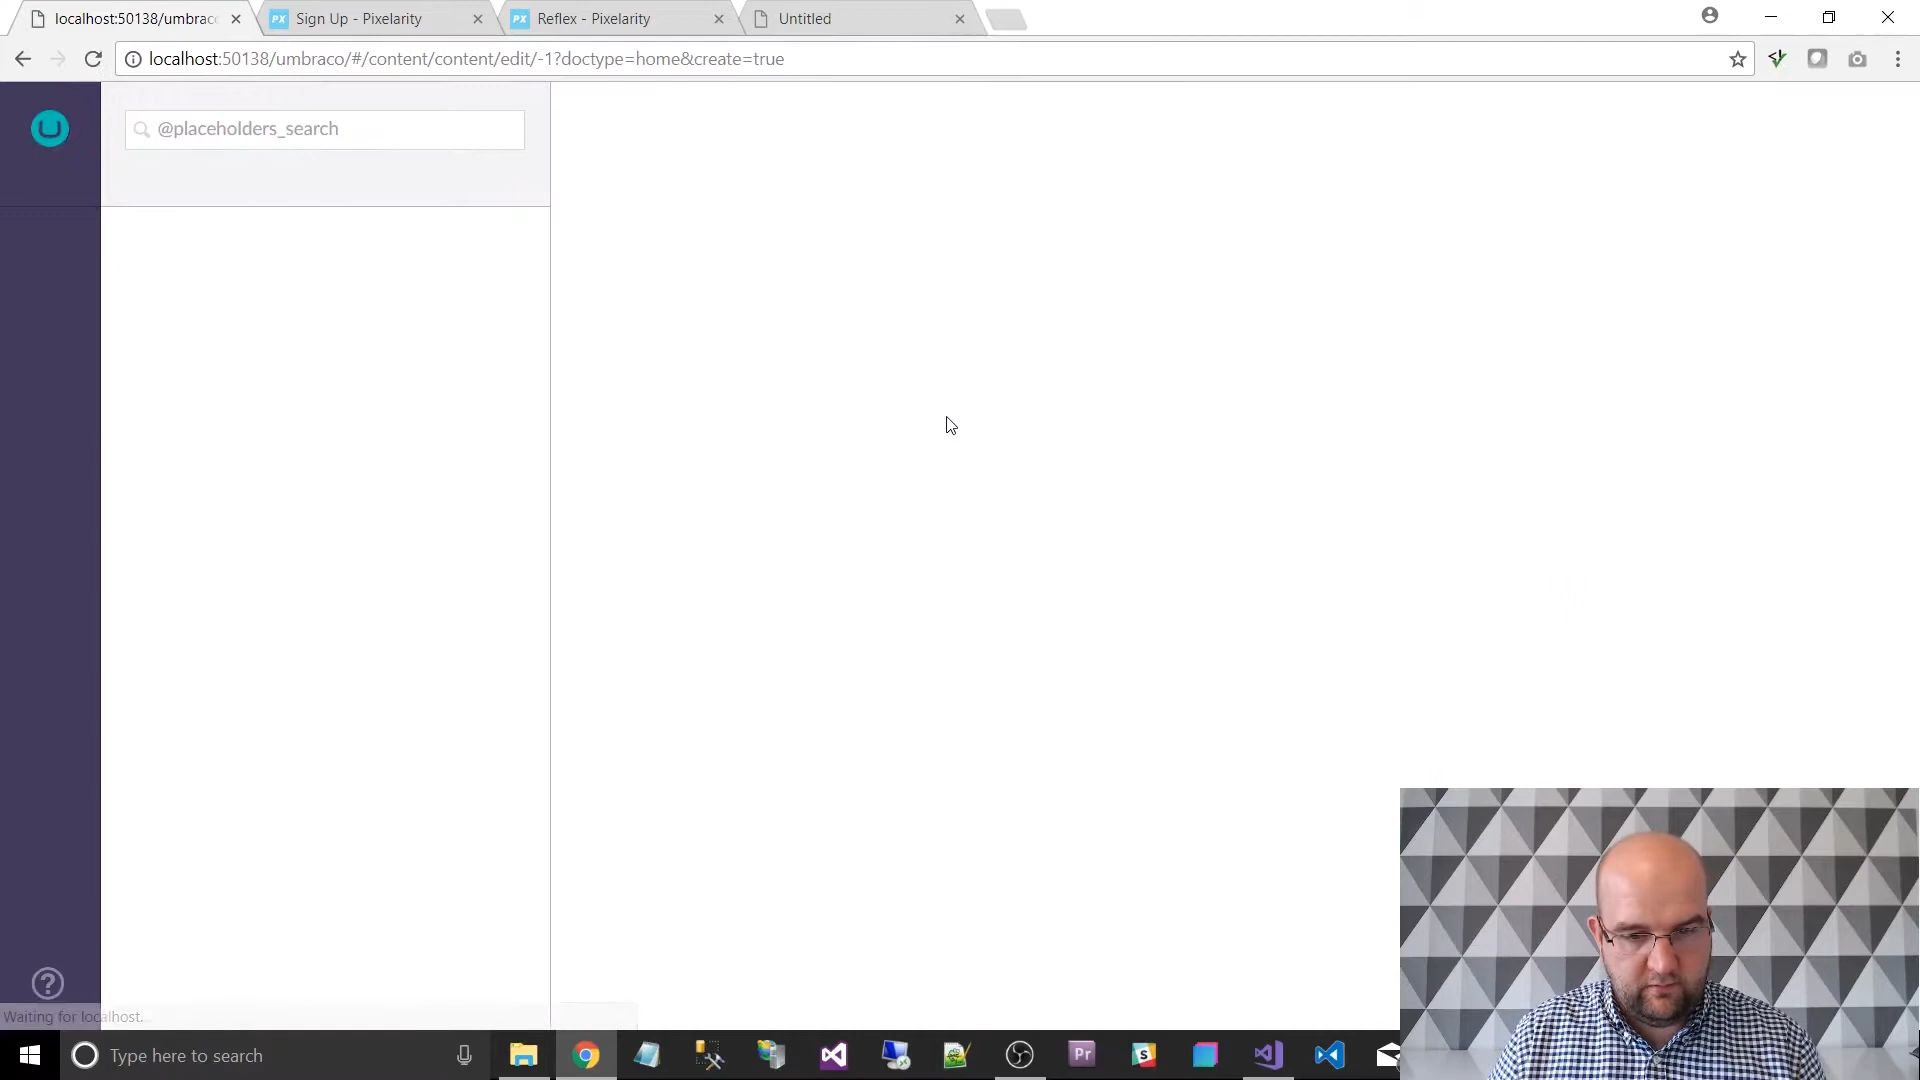 localhost:50138/umbrac
Sign Up - Pixelarity
Reflex - Pixelarity
Untitled
localhost:50138/umbraco/#/content/content/edit/-1?doctype=home&create=true
@placeholders_search
Waiting for localhost...
Type here to search